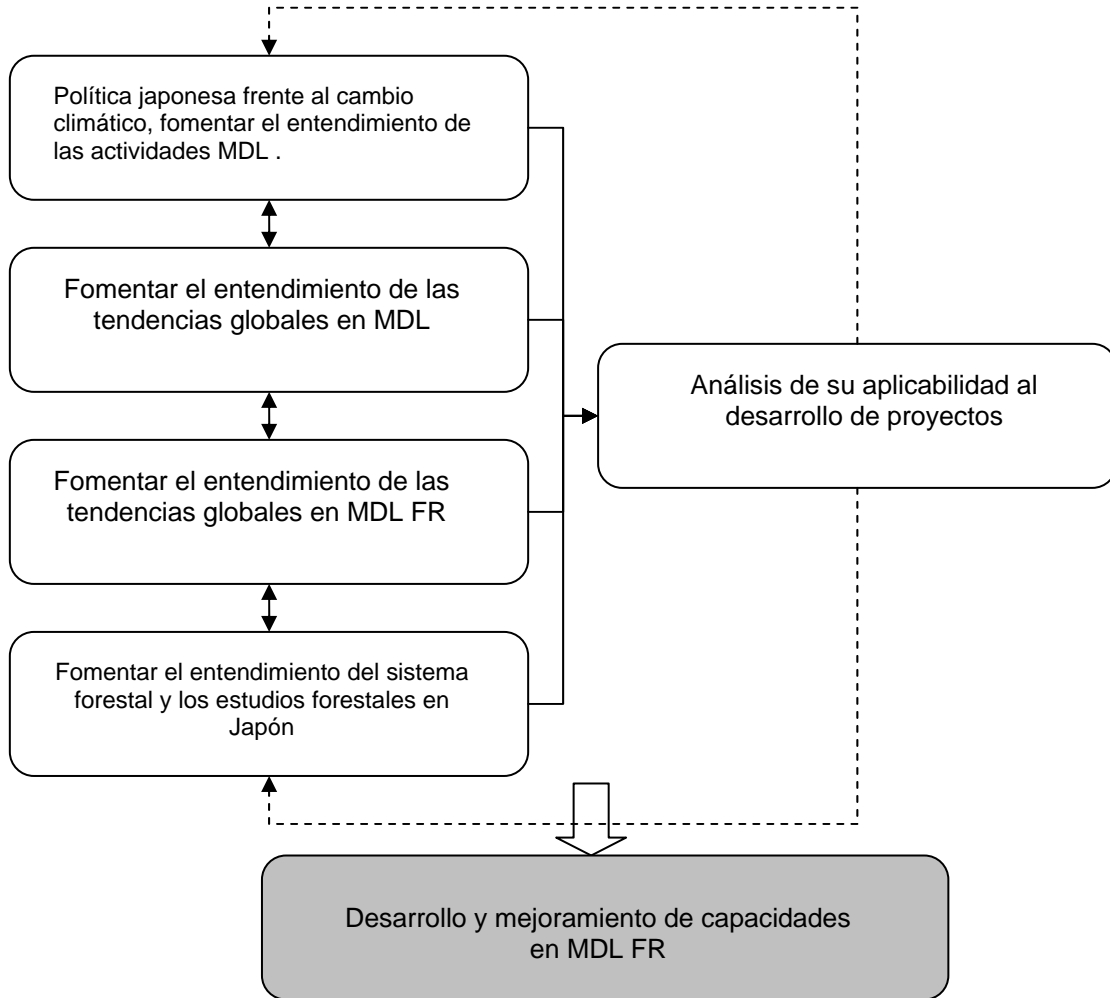 Política japonesa frente al cambio
climático, fomentar el entendimiento de
las actividades MDL .
Fomentar el entendimiento de las
tendencias globales en MDL
Fomentar el entendimiento de las
tendencias globales en MDL FR
Fomentar el entendimiento del sistema
forestal y los estudios forestales en
Japón
Análisis de su aplicabilidad al
desarrollo de proyectos
Desarrollo y mejoramiento de capacidades
en MDL FR